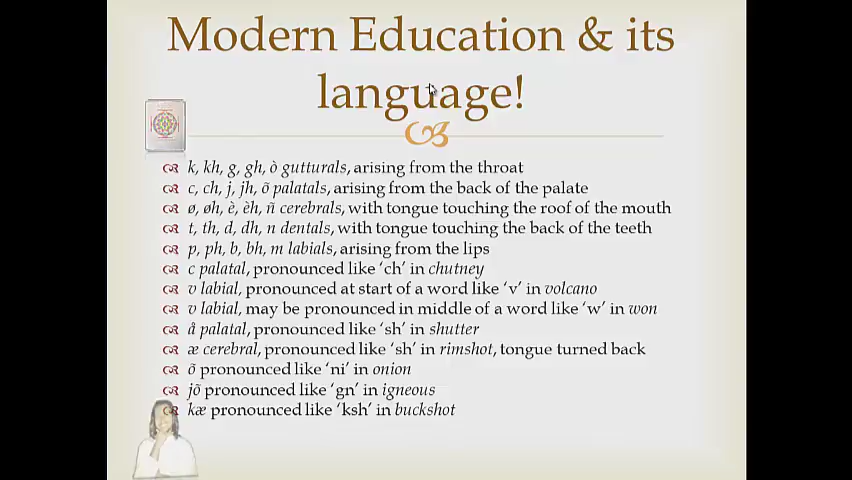 Modern Education & its
language!
k, kh, g, gh, ò gutturals, arising from the throat
c, ch, j, jh, õ palatals, arising from the back of the palate
ø, øh, è, èh, ñ cerebrals, with tongue touching the roof of the mouth
t, th, d, dh, n dentals, with tongue touching the back of the teeth
p, ph, b, bh, m labials, arising from the lips
c palatal, pronounced like ‘ch’ in chutney
v labial, pronounced at start of a word like ‘v’ in volcano
v labial, may be pronounced in middle of a word like ‘w’ in won
å palatal, pronounced like ‘sh’ in shutter
æ cerebral, pronounced like ‘sh’ in rimshot, tongue turned back
õ pronounced like ‘ni’ in onion
jõ pronounced like ‘gn’ in igneous
kæ pronounced like ‘ksh’ in buckshot